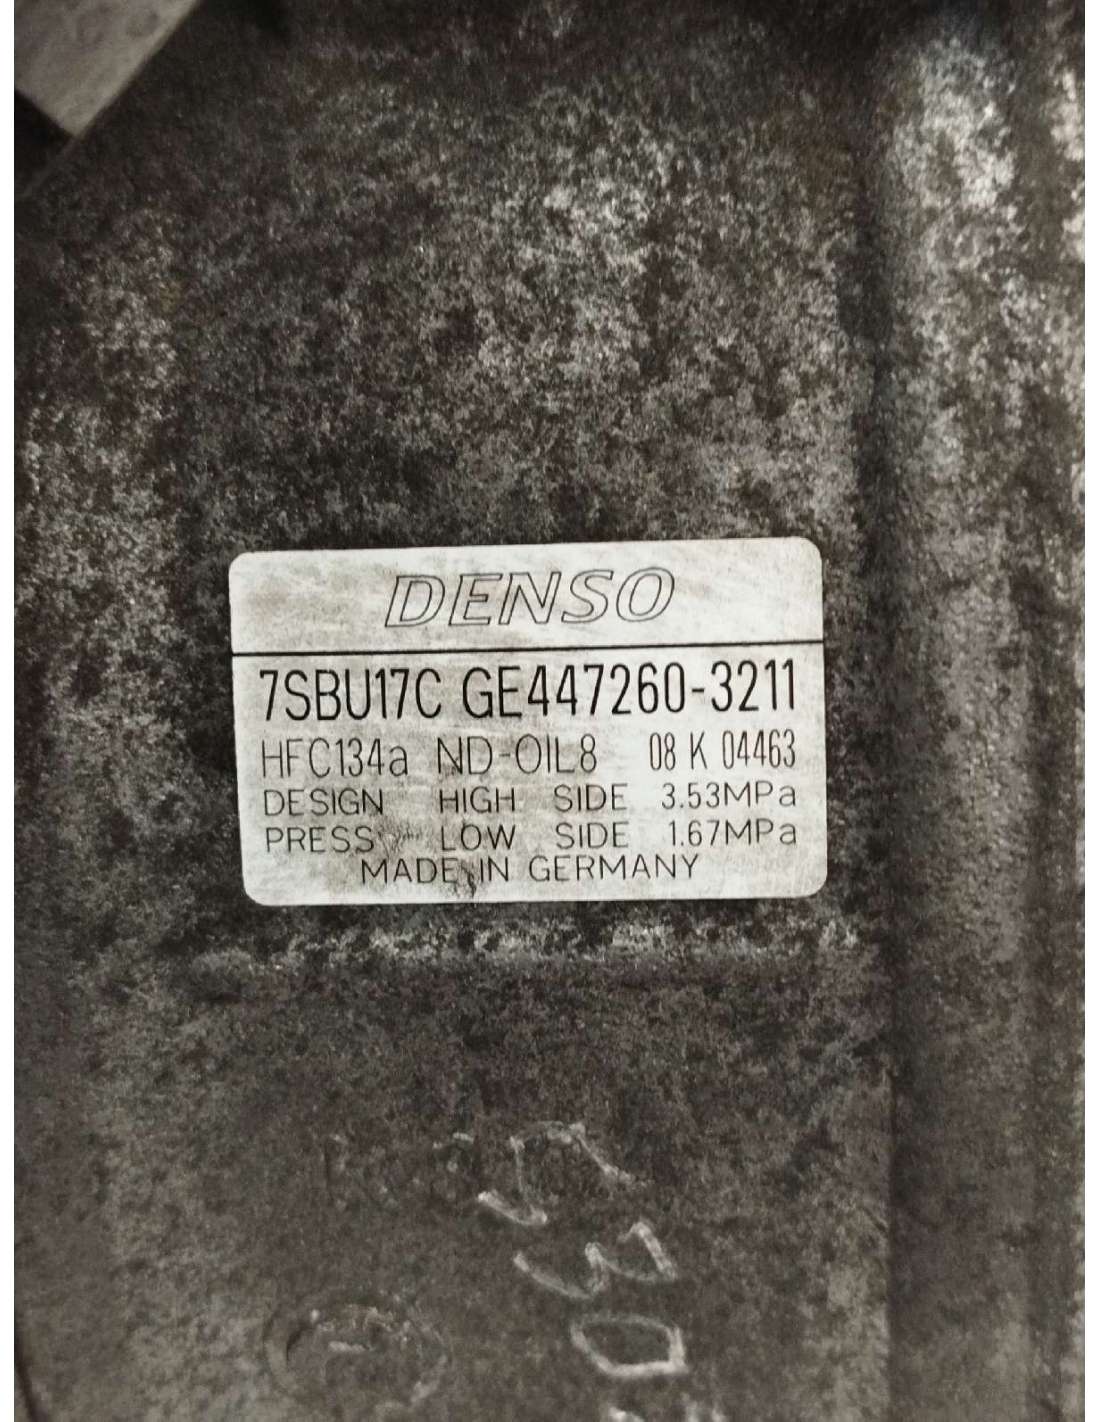 DENSO
7SBU17C GE447260-3211
HFC134a ND-OIL8 08 K 04463
DESIGN HIGH SIDE 3.53MPa
PRESS LOW SIDE 1.67MPa
MADE IN GERMANY